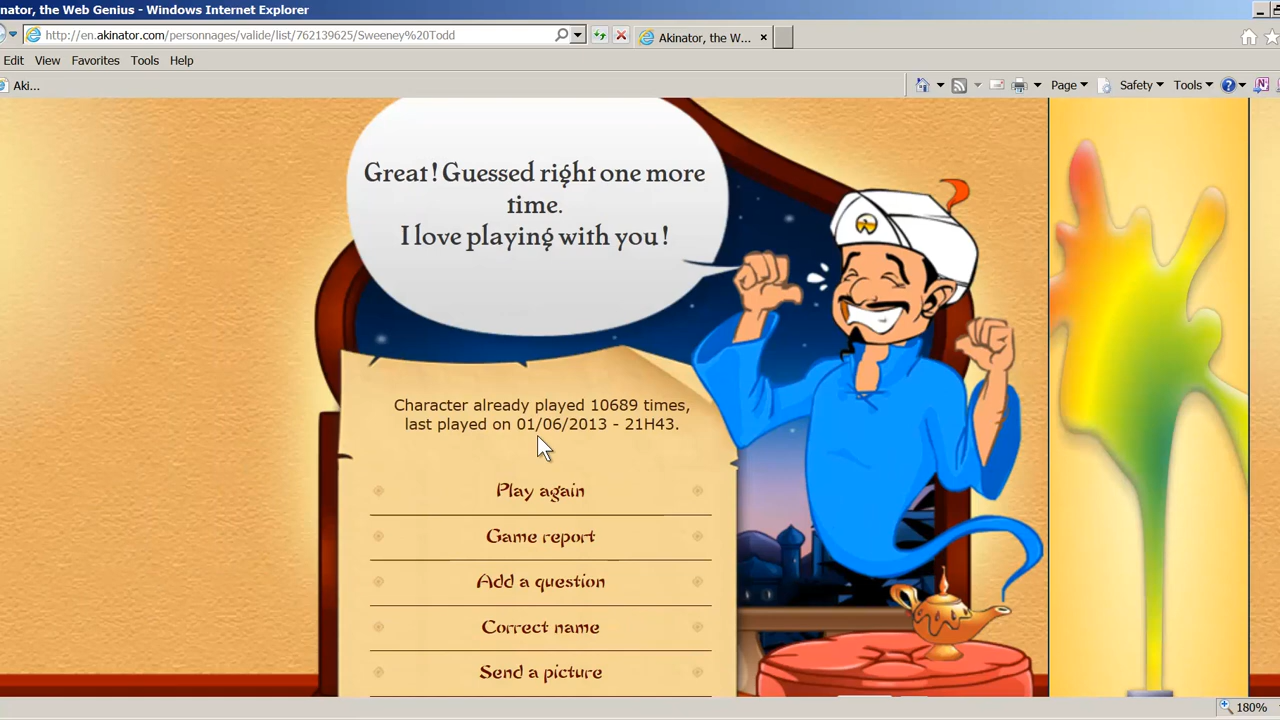 inator, the Web Genius - Windows Internet Explorer
http://en.akinator.com/personnages/valide/list/762139625/Sweeney%20Todd
Akinator, the W...
Edit View Favorites Tools Help
Aki...
Page Safety Tools
Great! Guessed right one more
time.
I love playing with you!
Character already played 10689 times,
last played on 01/06/2013 - 21H43.
Play again
Game report
Add a question
Correct name
Send a picture
180%